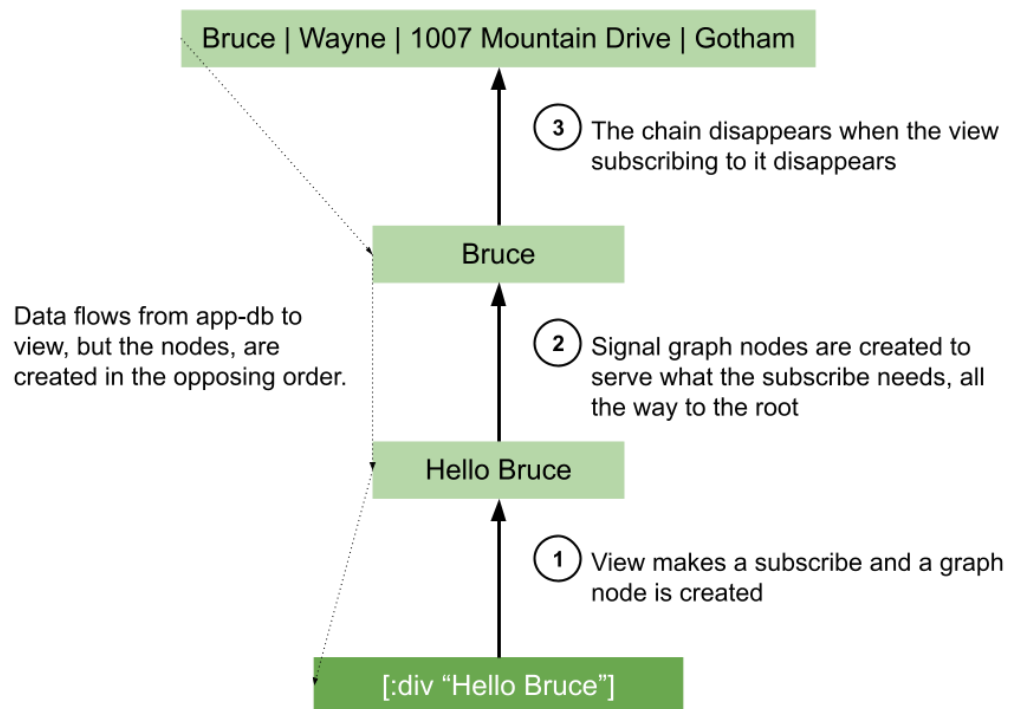 Bruce | Wayne | 1007 Mountain Drive | Gotham
3
The chain disappears when the view
subscribing to it disappears
Bruce
Data flows from app-db to
view, but the nodes, are
created in the opposing order.
2
Signal graph nodes are created to
serve what the subscribe needs, all
the way to the root
Hello Bruce
1
View makes a subscribe and a graph
node is created
[:div “Hello Bruce”]